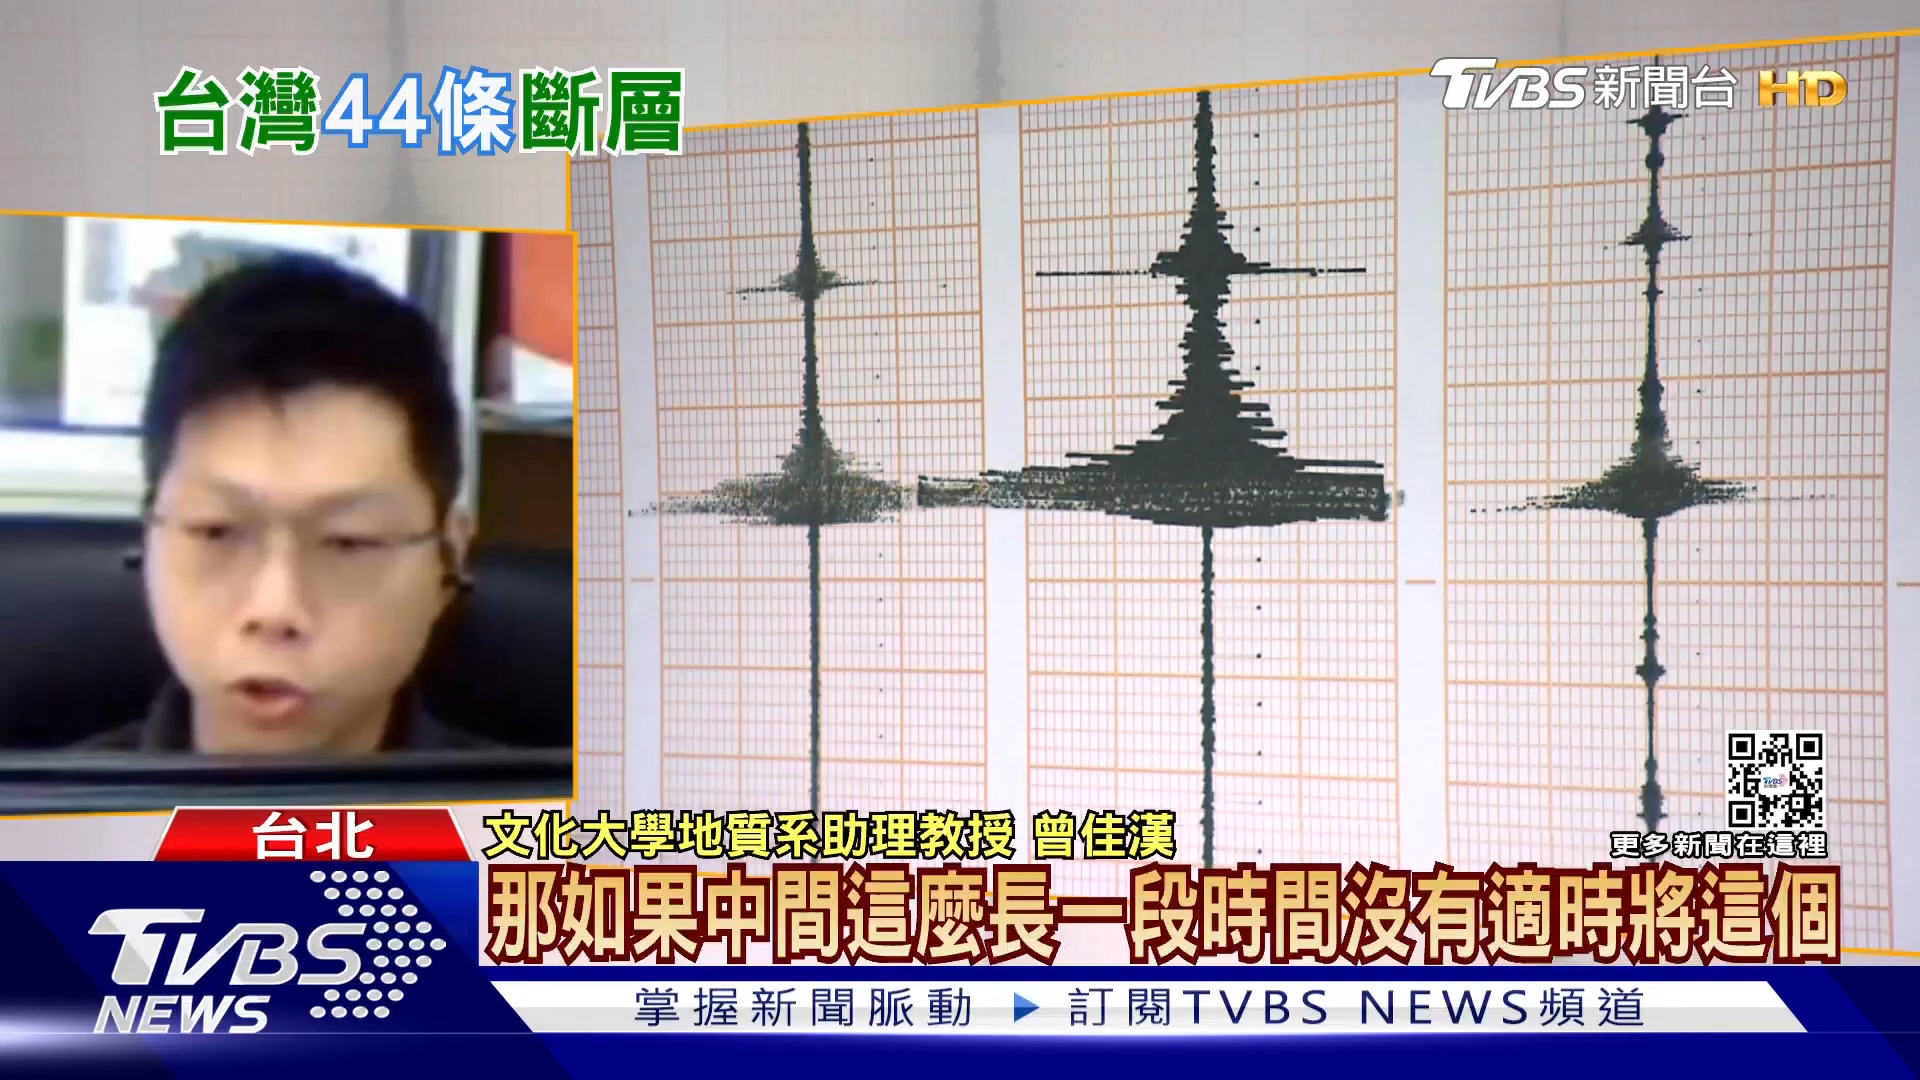 台灣44條斷層
TVBS新聞台 HD
TVBS
更多新聞在這裡
台北
文化大學地質系助理教授 曾佳漢
那如果中間這麼長一段時間沒有適時將這個
TVBS
NEWS
掌握新聞脈動 ▶ 訂閱TVBS NEWS頻道